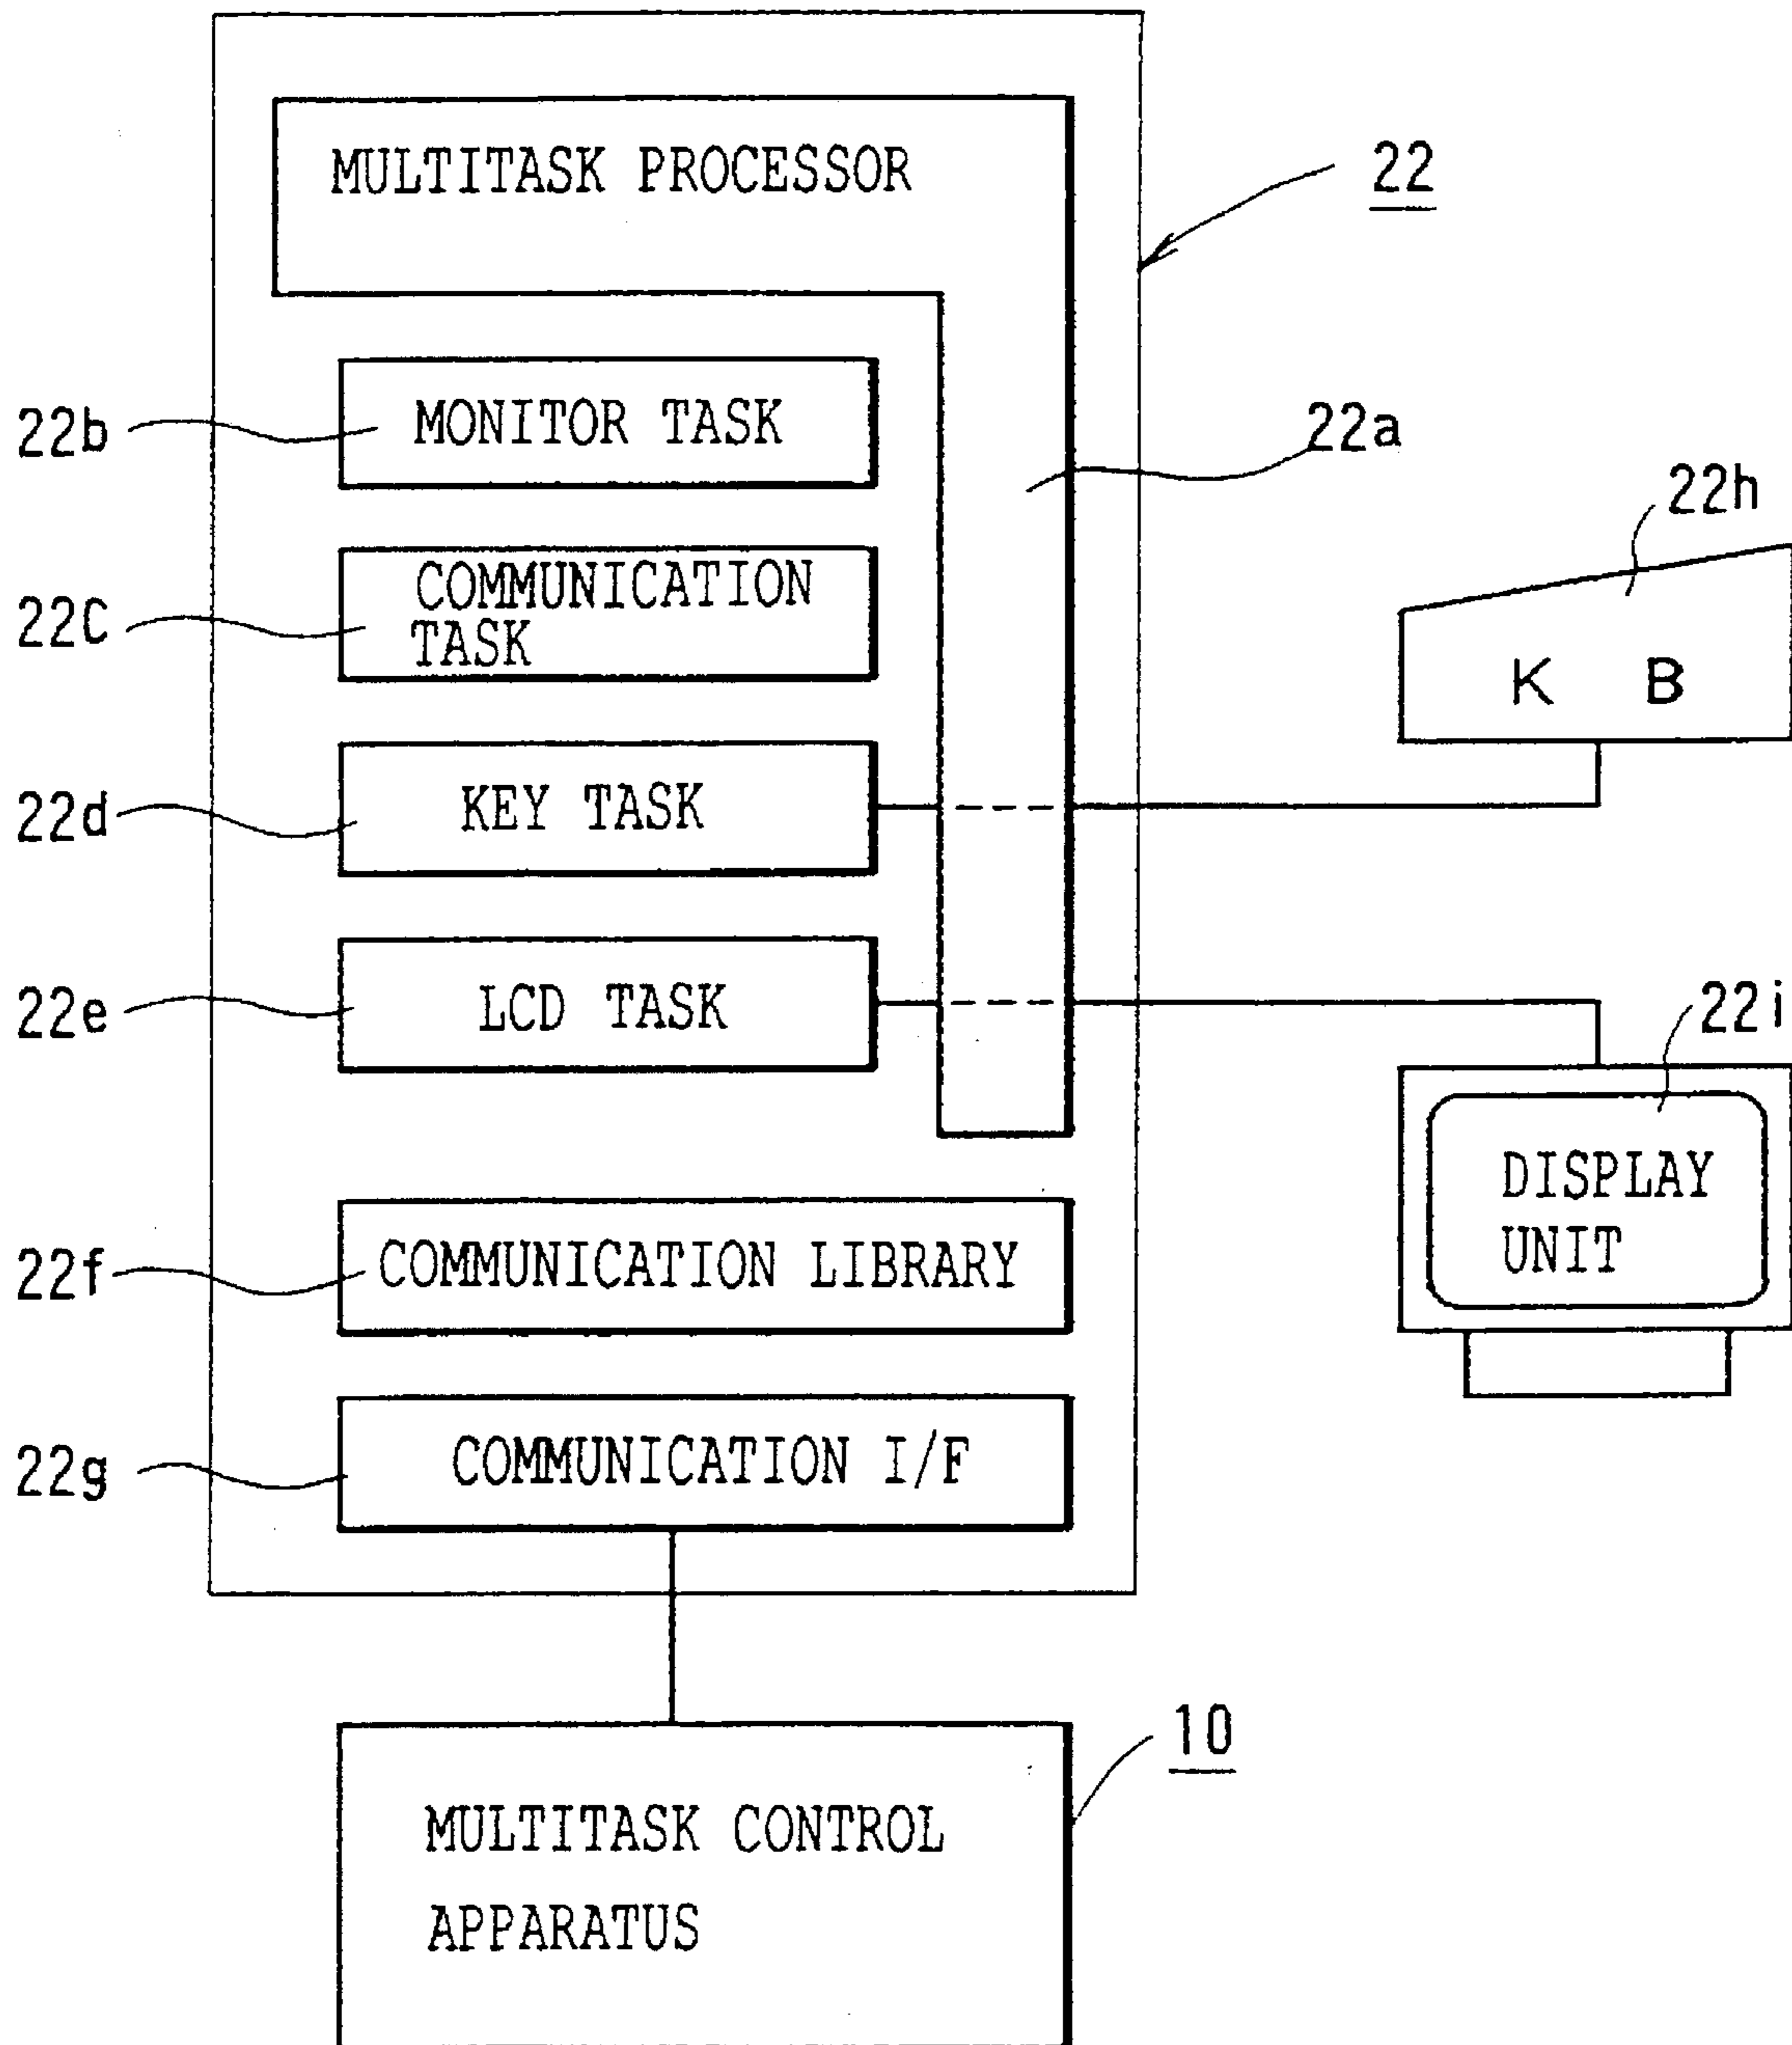 MULTITASK PROCESSOR
22
22b
MONITOR TASK
22a
22h
22C
COMMUNICATION
TASK
K B
22d
KEY TASK
22e
LCD TASK
22i
DISPLAY
UNIT
22f
COMMUNICATION LIBRARY
22g
COMMUNICATION I/F
10
MULTITASK CONTROL
APPARATUS